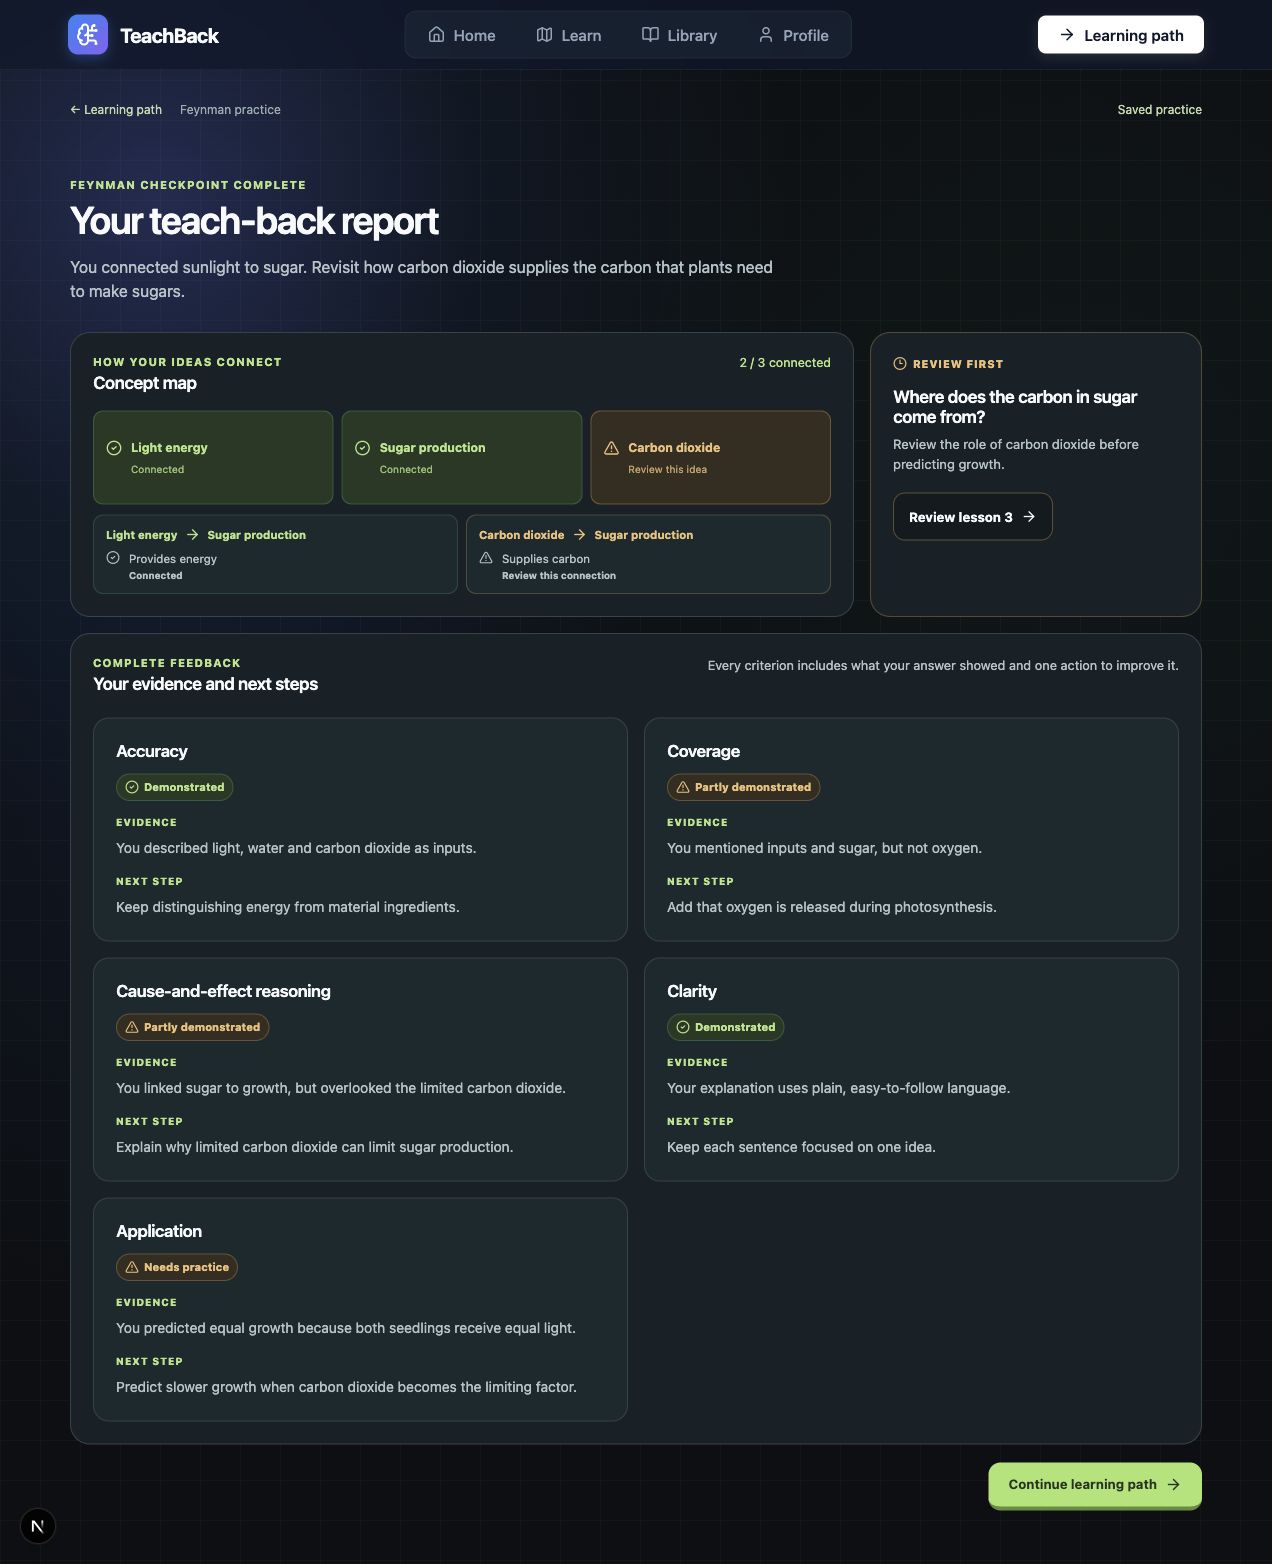 TeachBack
Home
Learn
Library
Profile
→ Learning path
← Learning path
Feynman practice
Saved practice
FEYNMAN CHECKPOINT COMPLETE
Your teach-back report
You connected sunlight to sugar. Revisit how carbon dioxide supplies the carbon that plants need
to make sugars.
HOW YOUR IDEAS CONNECT
Concept map
2 / 3 connected
Light energy
Connected
Sugar production
Connected
Carbon dioxide
Review this idea
Light energy → Sugar production
Provides energy
Connected
Carbon dioxide → Sugar production
Supplies carbon
Review this connection
REVIEW FIRST
Where does the carbon in sugar
come from?
Review the role of carbon dioxide before
predicting growth.
Review lesson 3 →
COMPLETE FEEDBACK
Your evidence and next steps
Every criterion includes what your answer showed and one action to improve it.
Accuracy
Demonstrated
EVIDENCE
You described light, water and carbon dioxide as inputs.
NEXT STEP
Keep distinguishing energy from material ingredients.
Coverage
Partly demonstrated
EVIDENCE
You mentioned inputs and sugar, but not oxygen.
NEXT STEP
Add that oxygen is released during photosynthesis.
Cause-and-effect reasoning
Partly demonstrated
EVIDENCE
You linked sugar to growth, but overlooked the limited carbon dioxide.
NEXT STEP
Explain why limited carbon dioxide can limit sugar production.
Clarity
Demonstrated
EVIDENCE
Your explanation uses plain, easy-to-follow language.
NEXT STEP
Keep each sentence focused on one idea.
Application
Needs practice
EVIDENCE
You predicted equal growth because both seedlings receive equal light.
NEXT STEP
Predict slower growth when carbon dioxide becomes the limiting factor.
Continue learning path →
N